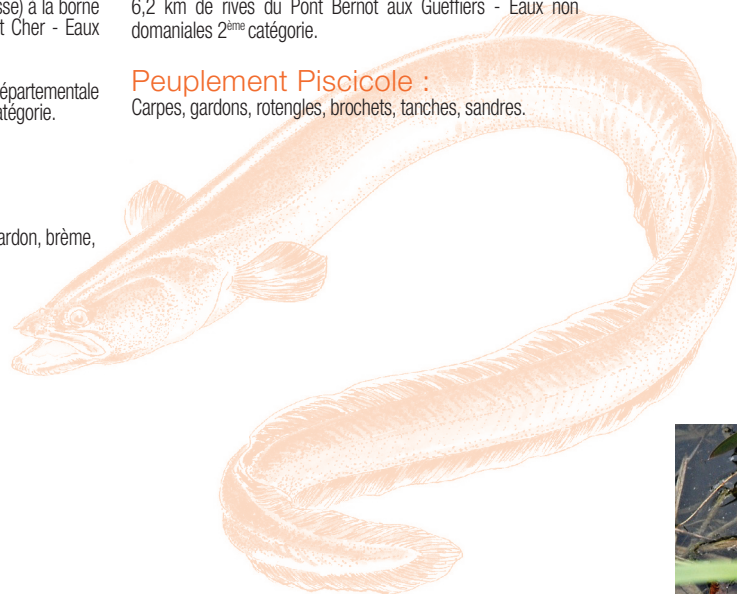 sse) à la borne
t Cher - Eaux
épartementale
atégorie.
ardon, brème,
6,2 km de rives du Pont Bernot aux Gueffiers - Eaux non
domaniales 2ème catégorie.
Peuplement Piscicole :
Carpes, gardons, rotengles, brochets, tanches, sandres.